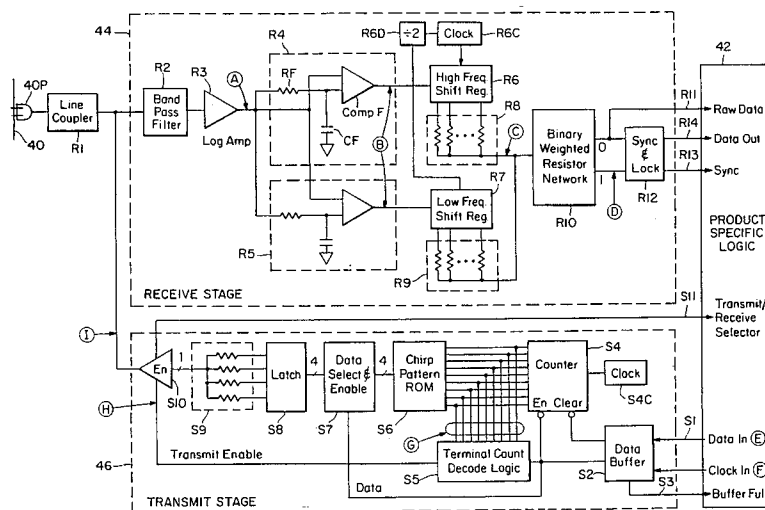 44
R4
R6D
÷2
Clock
R6C
42
40P
Line
Coupler
R1
40
R2
Band
Pass
Filter
R3
A
Log Amp
RF
Comp F
CF
B
High Freq.
Shift Reg.
R6
R8
C
Binary
Weighted
Resistor
Network
R10
0
1
D
Sync
&
Lock
R12
R11
Raw Data
R14
Data Out
R13
Sync
R5
Low Freq.
Shift Reg.
R7
R9
RECEIVE STAGE
PRODUCT
SPECIFIC
LOGIC
S11
Transmit/
Receive
Selector
I
En
1
S10
S9
Latch
S8
4
Data
Select &
Enable
S7
4
Chirp
Pattern
ROM
S6
Counter
S4
En Clear
Clock
S4C
H
G
Terminal Count
Decode Logic
S5
Transmit Enable
Data
Data
Buffer
S2
S1
Data In E
Clock In F
S3
Buffer Full
46
TRANSMIT STAGE